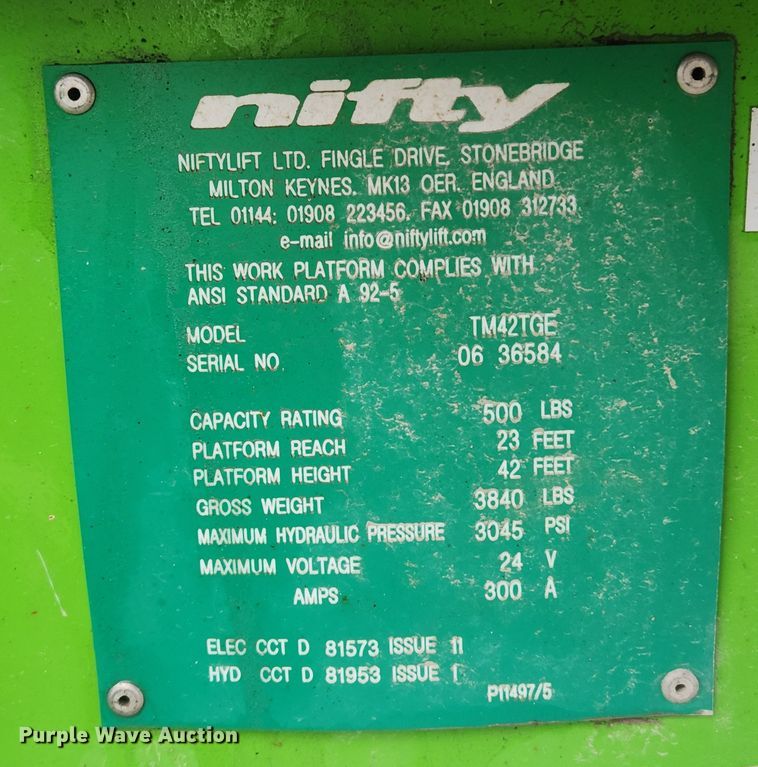 nifty
NIFTYLIFT LTD. FINGLE DRIVE, STONEBRIDGE
MILTON KEYNES. MK13 OER. ENGLAND
TEL 01144: 01908 223456. FAX 01908 312733
e-mail info@niftylift.com
THIS WORK PLATFORM COMPLIES WITH
ANSI STANDARD A 92-5
MODEL TM42TGE
SERIAL NO. 06 36584
CAPACITY RATING 500 LBS
PLATFORM REACH 23 FEET
PLATFORM HEIGHT 42 FEET
GROSS WEIGHT 3840 LBS
MAXIMUM HYDRAULIC PRESSURE 3045 PSI
MAXIMUM VOLTAGE 24 V
AMPS 300 A
ELEC CCT D 81573 ISSUE 11
HYD CCT D 81953 ISSUE 1
P11497/5
Purple Wave Auction